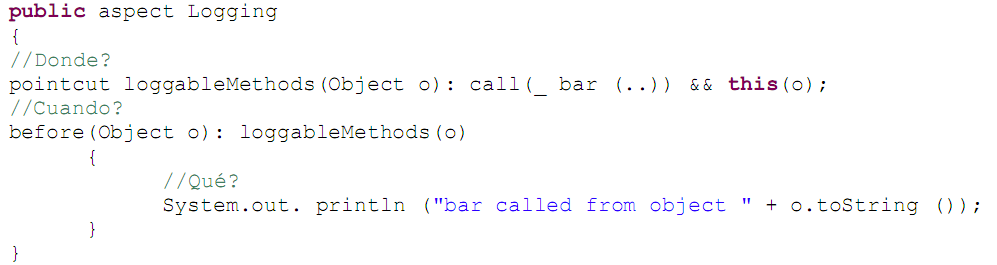 public aspect Logging
{
//Donde?
pointcut loggableMethods(Object o): call(_ bar (..)) && this(o);
//Cuando?
before(Object o): loggableMethods(o)
{
//Qué?
System.out. println ("bar called from object " + o.toString ());
}
}